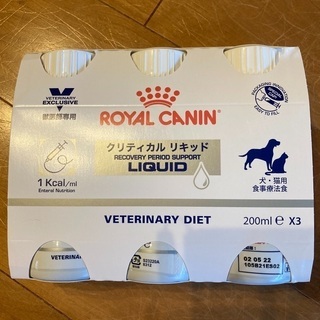 VETERINARY
EXCLUSIVE
獣医師専用
ROYAL CANIN
クリティカル リキッド
RECOVERY PERIOD SUPPORT
LIQUID
1 Kcal/ml
Enteral Nutrition
犬・猫用
食事療法食
VETERINARY DIET
200ml ℮ X3
VETERINARY
02 05 22